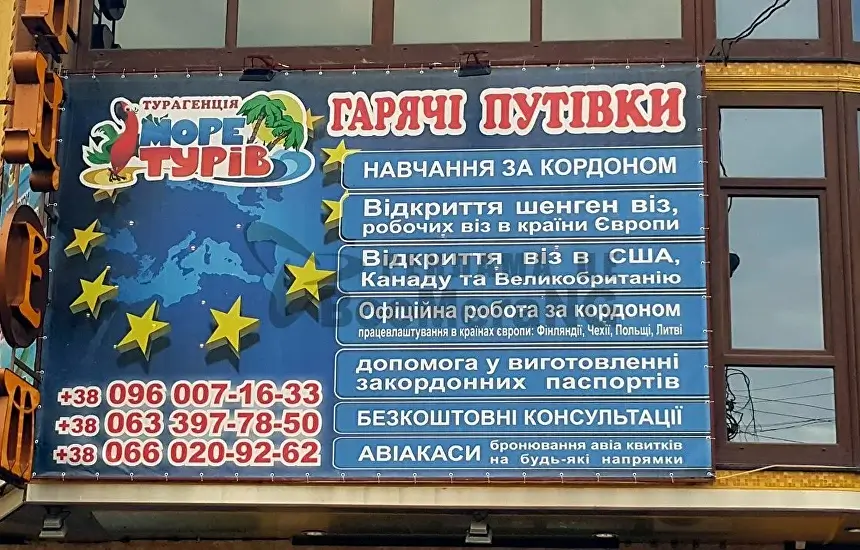 ТУРАГЕНЦІЯ
МОРЕ
ТУРІВ
ГАРЯЧІ ПУТІВКИ
НАВЧАННЯ ЗА КОРДОНОМ
Відкриття шенген віз,
робочих віз в країни Європи
Відкриття віз в США,
Канаду та Великобританію
Офіційна робота за кордоном
працевлаштування в країнах європи: Фінляндії, Чехії, Польщі, Литві
допомога у виготовленні
закордонних паспортів
БЕЗКОШТОВНІ КОНСУЛЬТАЦІЇ
АВІАКАСИ бронювання авіа квитків
на будь-які напрямки
+38 096 007-16-33
+38 063 397-78-50
+38 066 020-92-62